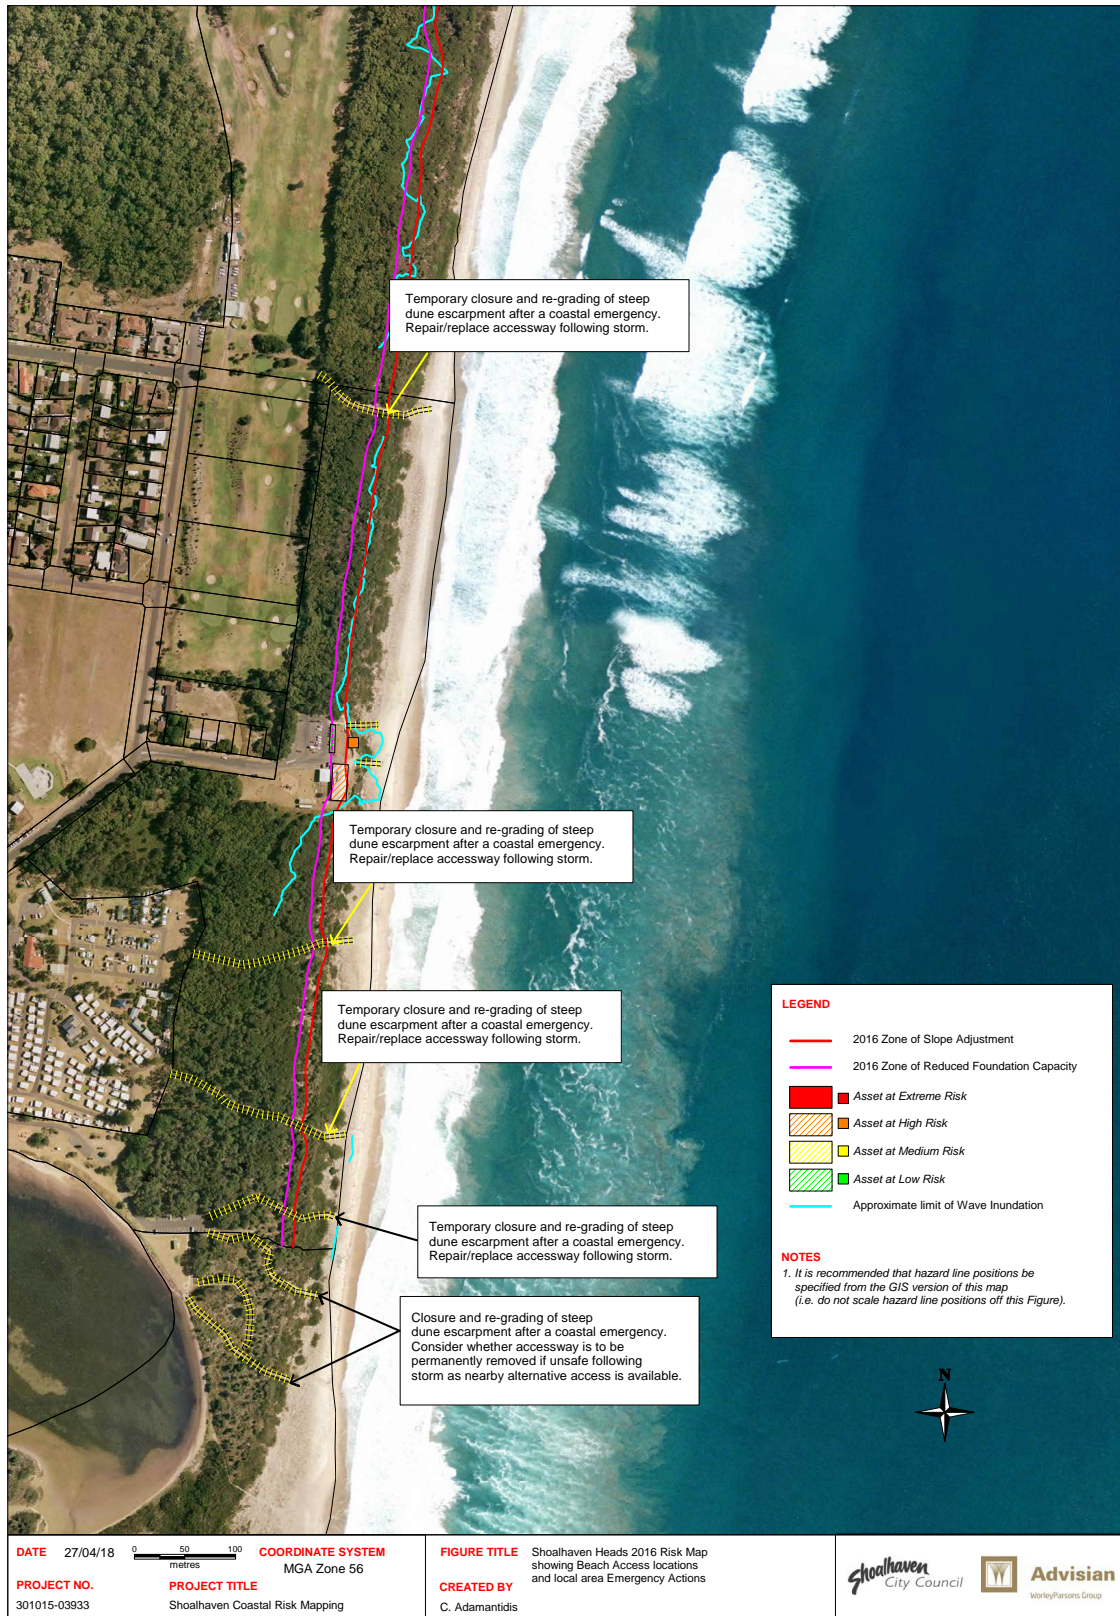 Temporary closure and re-grading of steep
dune escarpment after a coastal emergency.
Repair/replace accessway following storm.
Temporary closure and re-grading of steep
dune escarpment after a coastal emergency.
Repair/replace accessway following storm.
Temporary closure and re-grading of steep
dune escarpment after a coastal emergency.
Repair/replace accessway following storm.
LEGEND
2016 Zone of Slope Adjustment
2016 Zone of Reduced Foundation Capacity
Asset at Extreme Risk
Asset at High Risk
Asset at Medium Risk
Asset at Low Risk
Approximate limit of Wave Inundation
NOTES
1. It is recommended that hazard line positions be
specified from the GIS version of this map
(i.e. do not scale hazard line positions off this Figure).
Temporary closure and re-grading of steep
dune escarpment after a coastal emergency.
Repair/replace accessway following storm.
Closure and re-grading of steep
dune escarpment after a coastal emergency.
Consider whether accessway is to be
permanently removed if unsafe following
storm as nearby alternative access is available.
N
DATE 27/04/18
0 50 100
metres
COORDINATE SYSTEM
MGA Zone 56
PROJECT NO.
301015-03933
PROJECT TITLE
Shoalhaven Coastal Risk Mapping
FIGURE TITLE Shoalhaven Heads 2016 Risk Map
showing Beach Access locations
and local area Emergency Actions
CREATED BY
C. Adamantidis
Shoalhaven
City Council
Advisian
WorleyParsons Group